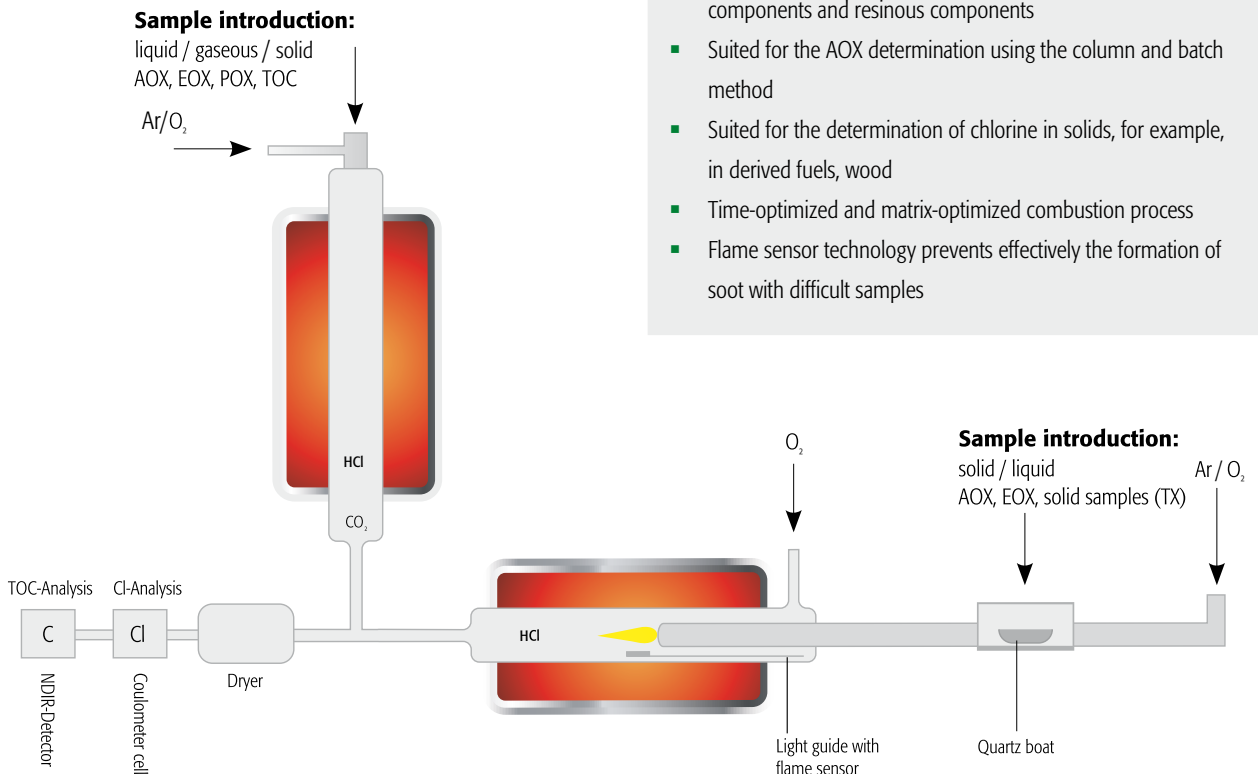 Sample introduction:
liquid / gaseous / solid
AOX, EOX, POX, TOC
Ar/O₂
components and resinous components
▪ Suited for the AOX determination using the column and batch
method
▪ Suited for the determination of chlorine in solids, for example,
in derived fuels, wood
▪ Time-optimized and matrix-optimized combustion process
▪ Flame sensor technology prevents effectively the formation of
soot with difficult samples
HCl
CO₂
O₂
Sample introduction:
solid / liquid
AOX, EOX, solid samples (TX)
Ar / O₂
TOC-Analysis
Cl-Analysis
C
Cl
HCl
Dryer
NDIR-Detector
Coulometer cell
Light guide with
flame sensor
Quartz boat